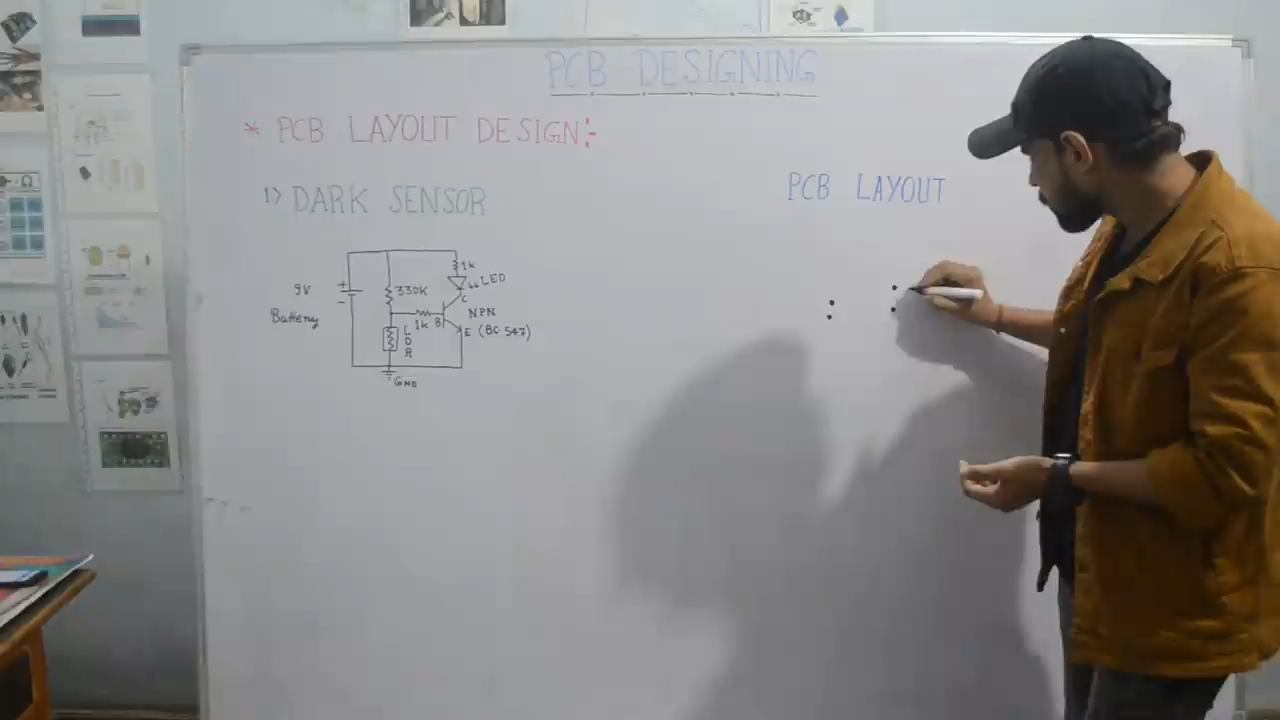 PCB DESIGNING
* PCB LAYOUT DESIGN:-
1.) DARK SENSOR
PCB LAYOUT
1k
LED
9V
+
-
330K
C
Battery
1k
B
NPN
E (BC 547)
LDR
GND